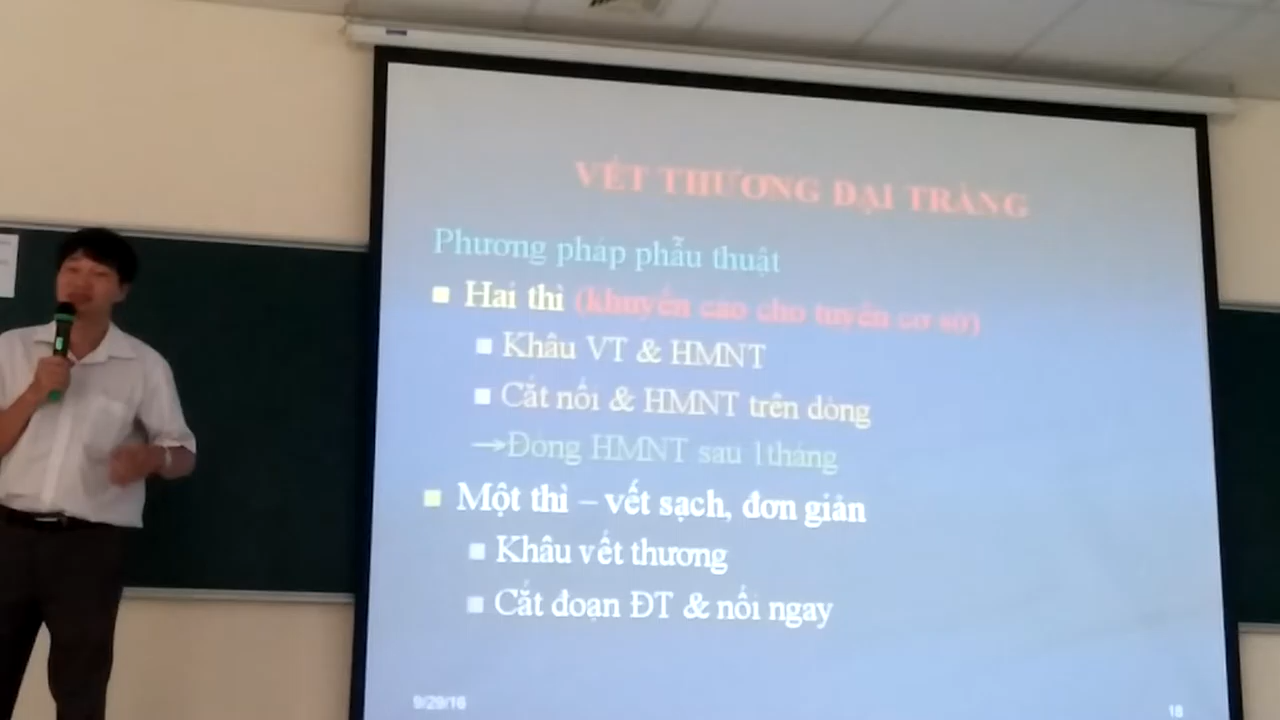 VẾT THƯƠNG ĐẠI TRÀNG
Phương pháp phẫu thuật
Hai thì (khuyến cáo cho tuyến cơ sở)
Khâu VT & HMNT
Cắt nối & HMNT trên dòng
→Đóng HMNT sau 1tháng
Một thì – vết sạch, đơn giản
Khâu vết thương
Cắt đoạn ĐT & nối ngay
9/29/16
18